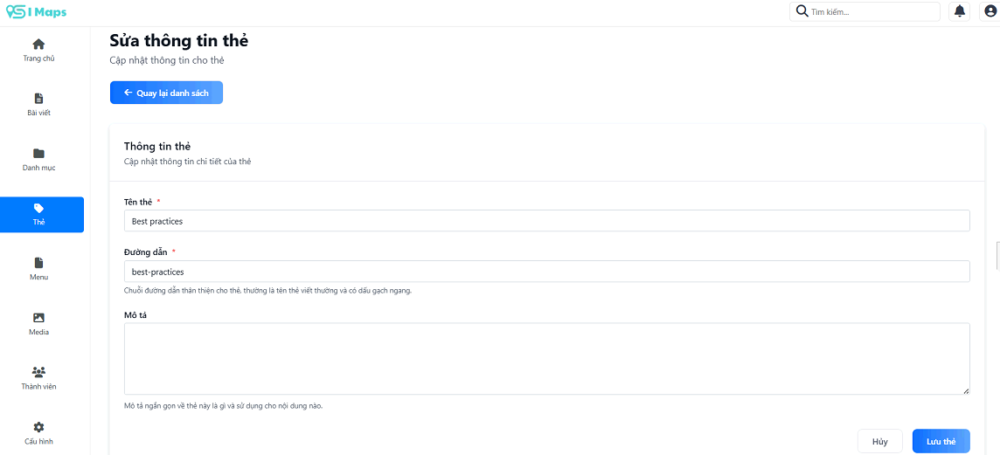 SI Maps
Tìm kiếm...
Trang chủ
Bài viết
Danh mục
Thẻ
Menu
Media
Thành viên
Cấu hình
Sửa thông tin thẻ
Cập nhật thông tin cho thẻ
← Quay lại danh sách
Thông tin thẻ
Cập nhật thông tin chi tiết của thẻ
Tên thẻ *
Best practices
Đường dẫn *
best-practices
Chuỗi đường dẫn thân thiện cho thẻ, thường là tên thẻ viết thường và có dấu gạch ngang.
Mô tả
Mô tả ngắn gọn về thẻ này là gì và sử dụng cho nội dung nào.
Hủy
Lưu thẻ